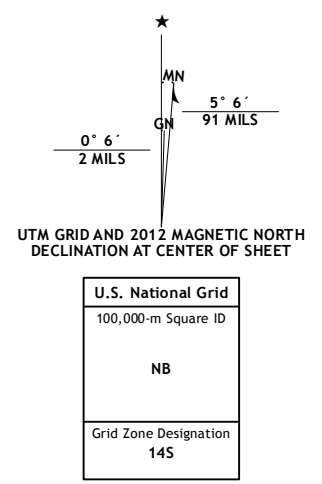 ★
MN
5° 6´
91 MILS
GN
0° 6´
2 MILS
UTM GRID AND 2012 MAGNETIC NORTH
DECLINATION AT CENTER OF SHEET
U.S. National Grid
100,000-m Square ID
NB
Grid Zone Designation
14S